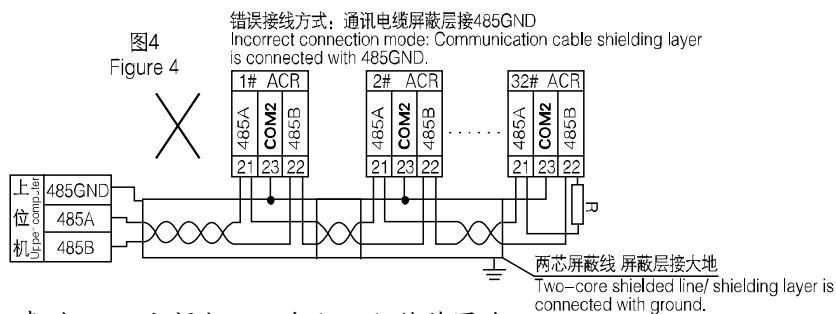 错误接线方式：通讯电缆屏蔽层接485GND
图4
Incorrect connection mode: Communication cable shielding layer
Figure 4
is connected with 485GND.
1# ACR
2# ACR
32# ACR
485A COM2 485B
485A COM2 485B
485A COM2 485B
......
21 23 22
21 23 22
21 23 22
上位机
Upper computer
485GND
485A
485B
R
两芯屏蔽线 屏蔽层接大地
Two-core shielded line/ shielding layer is
connected with ground.